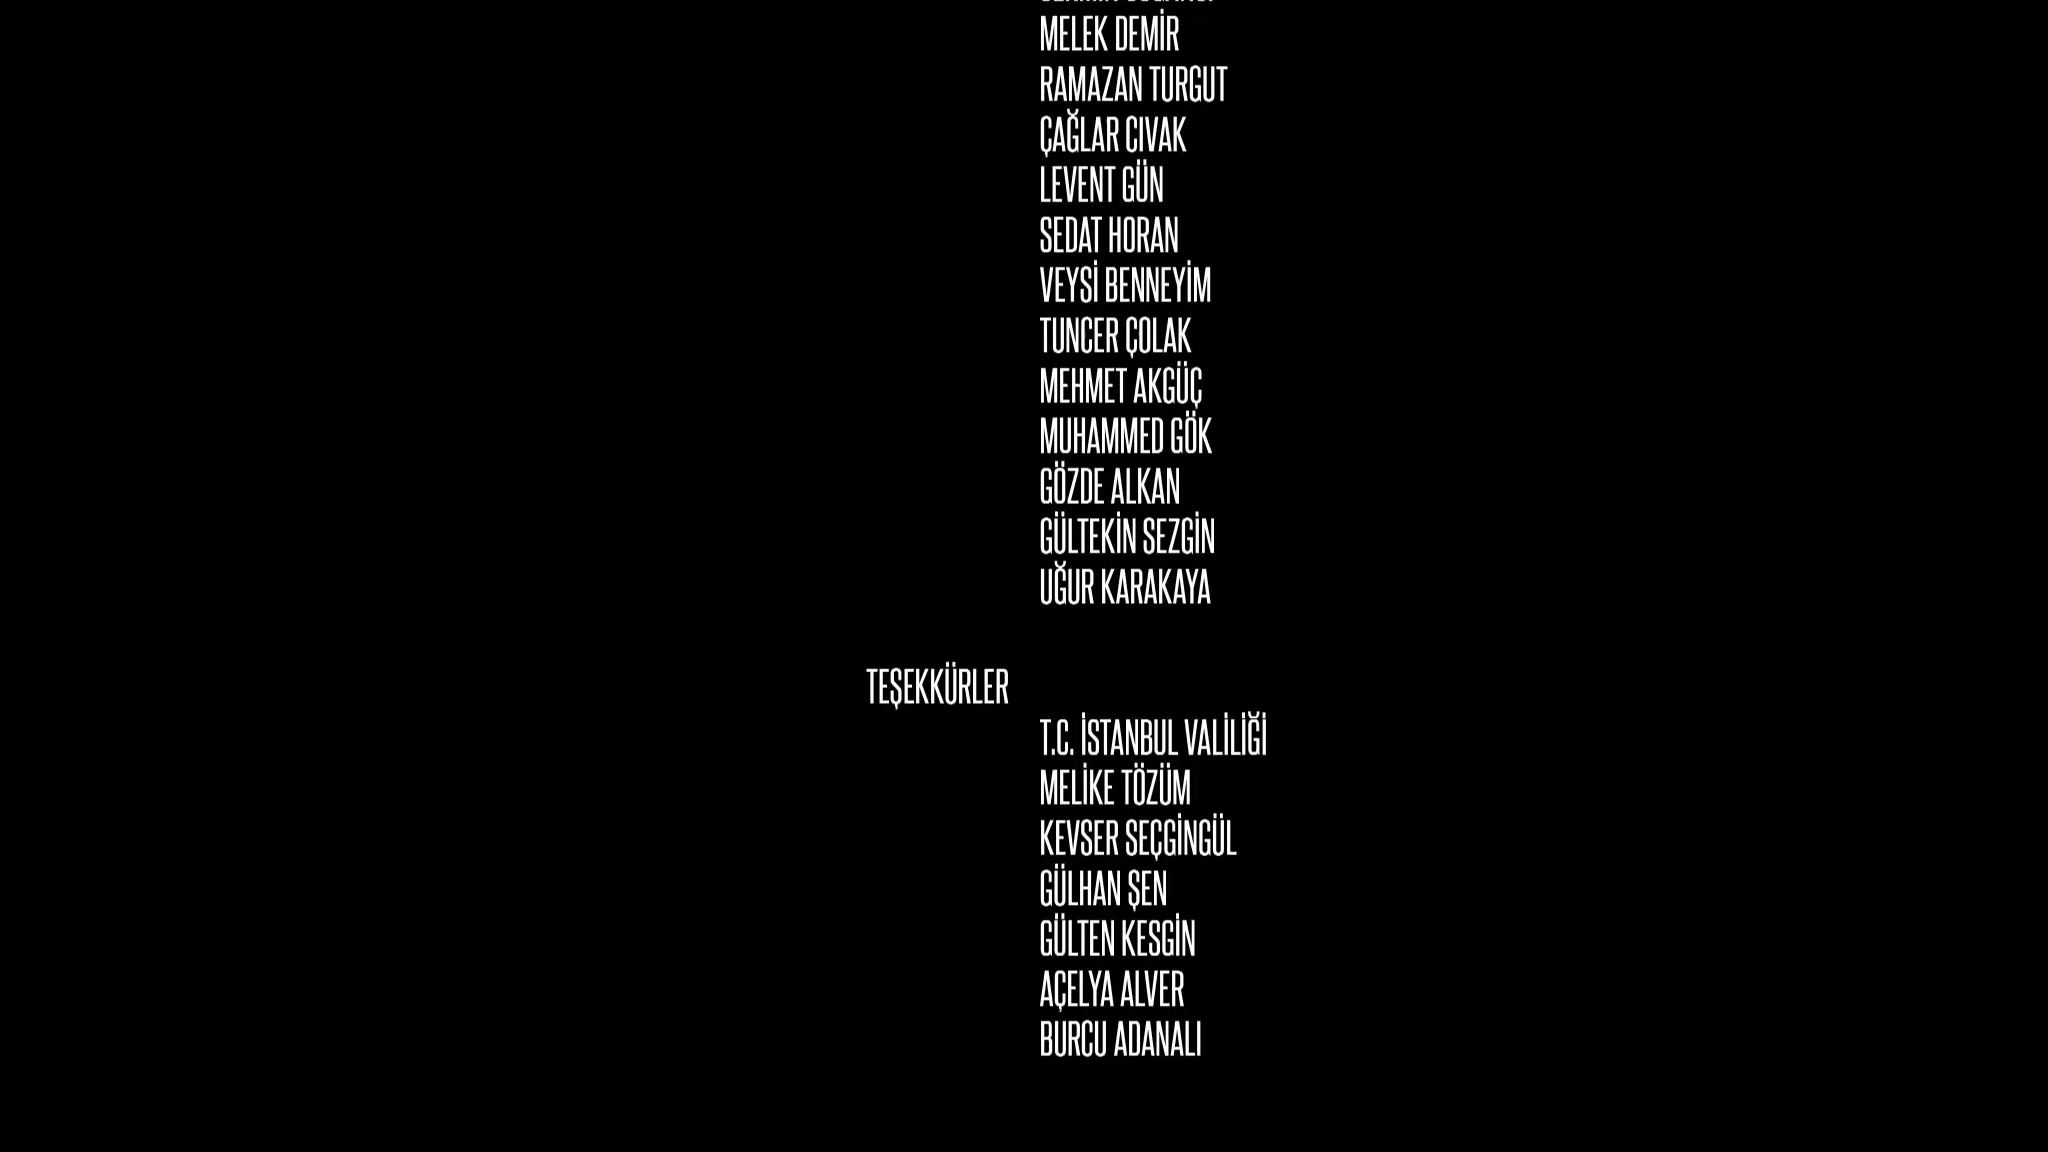 MELEK DEMİR
RAMAZAN TURGUT
ÇAĞLAR CIVAK
LEVENT GÜN
SEDAT HORAN
VEYSİ BENNEYİM
TUNCER ÇOLAK
MEHMET AKGÜÇ
MUHAMMED GÖK
GÖZDE ALKAN
GÜLTEKİN SEZGİN
UĞUR KARAKAYA
TEŞEKKÜRLER
T.C. İSTANBUL VALİLİĞİ
MELİKE TÖZÜM
KEVSER SEÇGİNGÜL
GÜLHAN ŞEN
GÜLTEN KESGİN
AÇELYA ALVER
BURCU ADANALI